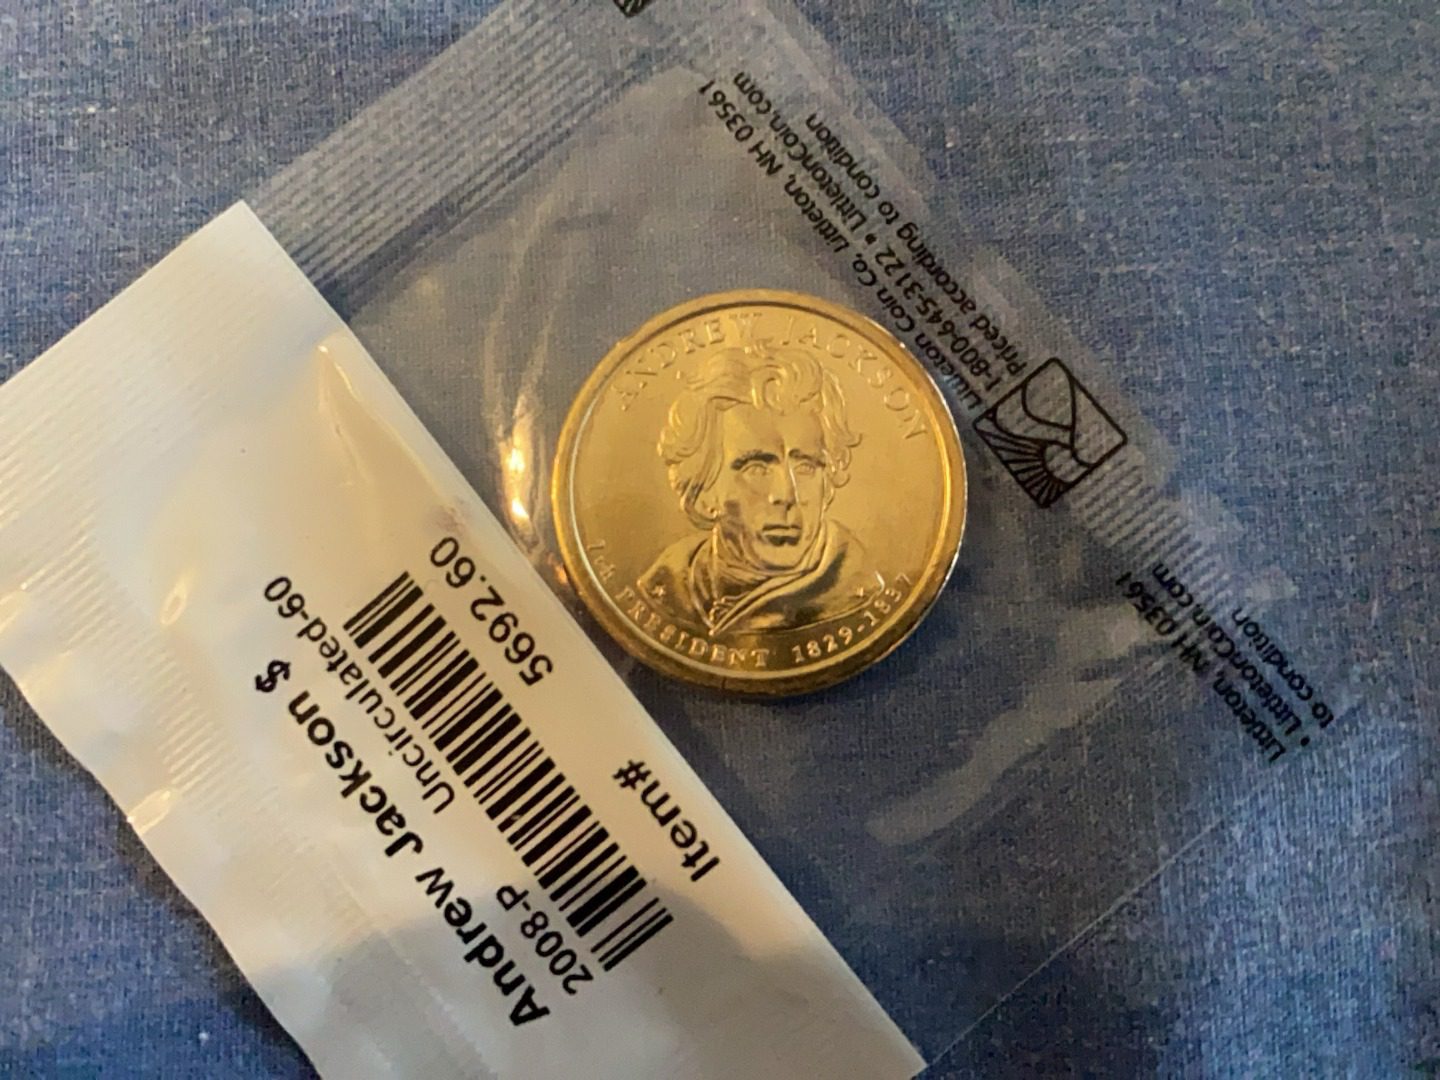 ANDREW JACKSON
7th PRESIDENT 1829-1837
Andrew Jackson $
2008-P Uncirculated-60
Item# 5692.60
Littleton Coin Co, Littleton, NH 03561
1-800-645-3122 • LittletonCoin.com
Priced according to condition
Littleton, NH 03561
• LittletonCoin.com
to condition